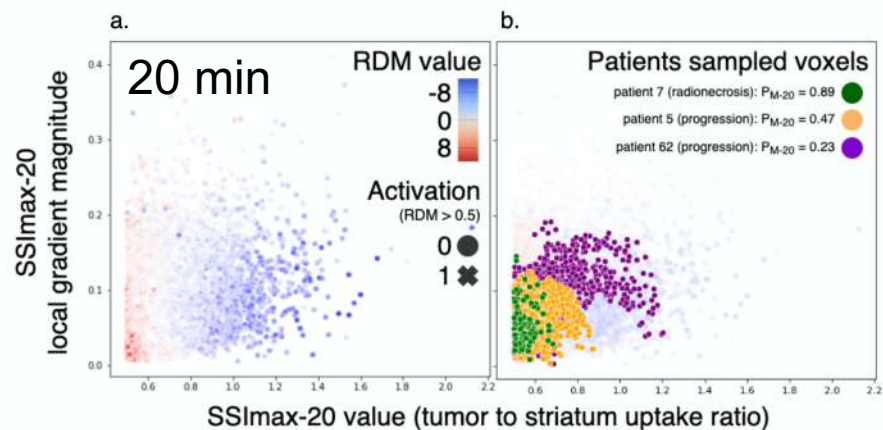 a.
20 min
RDM value
-8
0
8
Activation
(RDM > 0.5)
0
1
0.4
0.3
0.2
0.1
0.0
0.6 0.8 1.0 1.2 1.4 1.6 1.8 2.0 2.2
SSImax-20
local gradient magnitude
b.
Patients sampled voxels
patient 7 (radionecrosis): PM-20 = 0.89
patient 5 (progression): PM-20 = 0.47
patient 62 (progression): PM-20 = 0.23
0.6 0.8 1.0 1.2 1.4 1.6 1.8 2.0 2.2
SSImax-20 value (tumor to striatum uptake ratio)